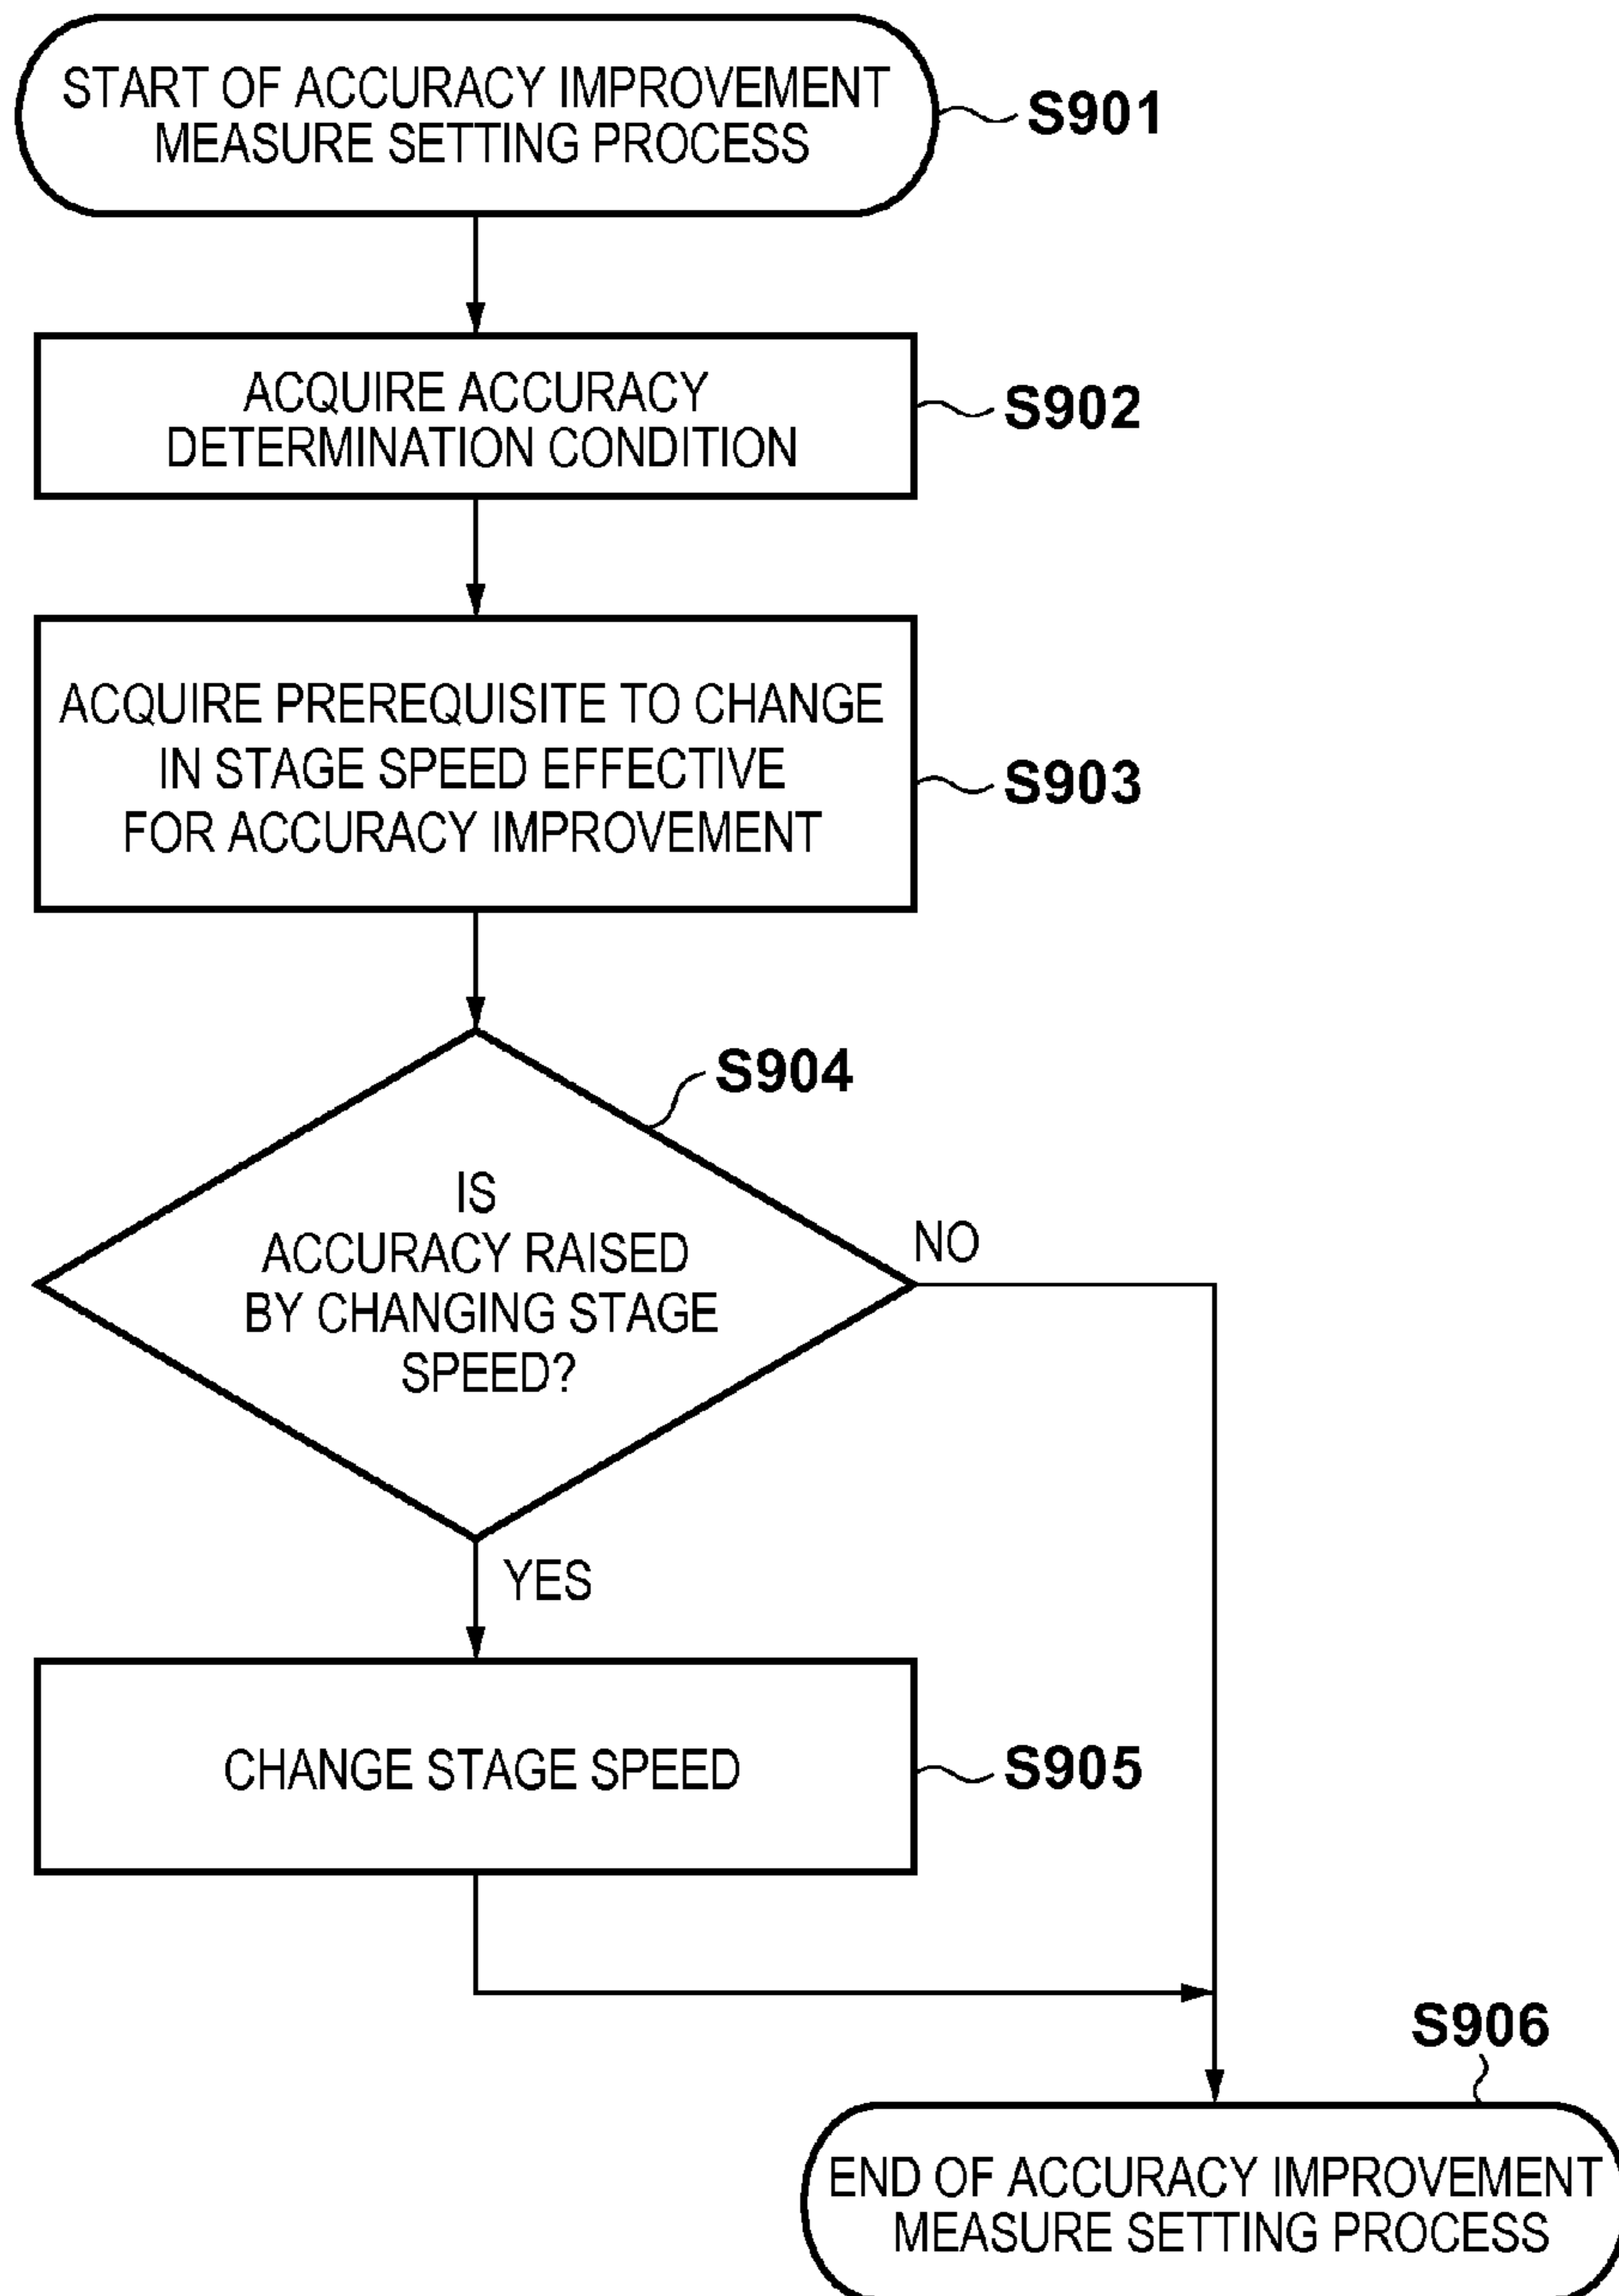 START OF ACCURACY IMPROVEMENT
MEASURE SETTING PROCESS
S901
ACQUIRE ACCURACY
DETERMINATION CONDITION
S902
ACQUIRE PREREQUISITE TO CHANGE
IN STAGE SPEED EFFECTIVE
FOR ACCURACY IMPROVEMENT
S903
S904
IS
ACCURACY RAISED
BY CHANGING STAGE
SPEED?
NO
YES
CHANGE STAGE SPEED
S905
S906
END OF ACCURACY IMPROVEMENT
MEASURE SETTING PROCESS